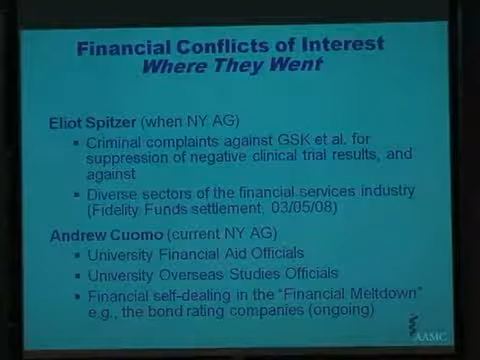 Financial Conflicts of Interest
Where They Went
Eliot Spitzer (when NY AG)
Criminal complaints against GSK et al. for
suppression of negative clinical trial results, and
against
Diverse sectors of the financial services industry
(Fidelity Funds settlement, 03/05/08)
Andrew Cuomo (current NY AG)
University Financial Aid Officials
University Overseas Studies Officials
Financial self-dealing in the "Financial Meltdown"
e.g., the bond rating companies (ongoing)
AAMC